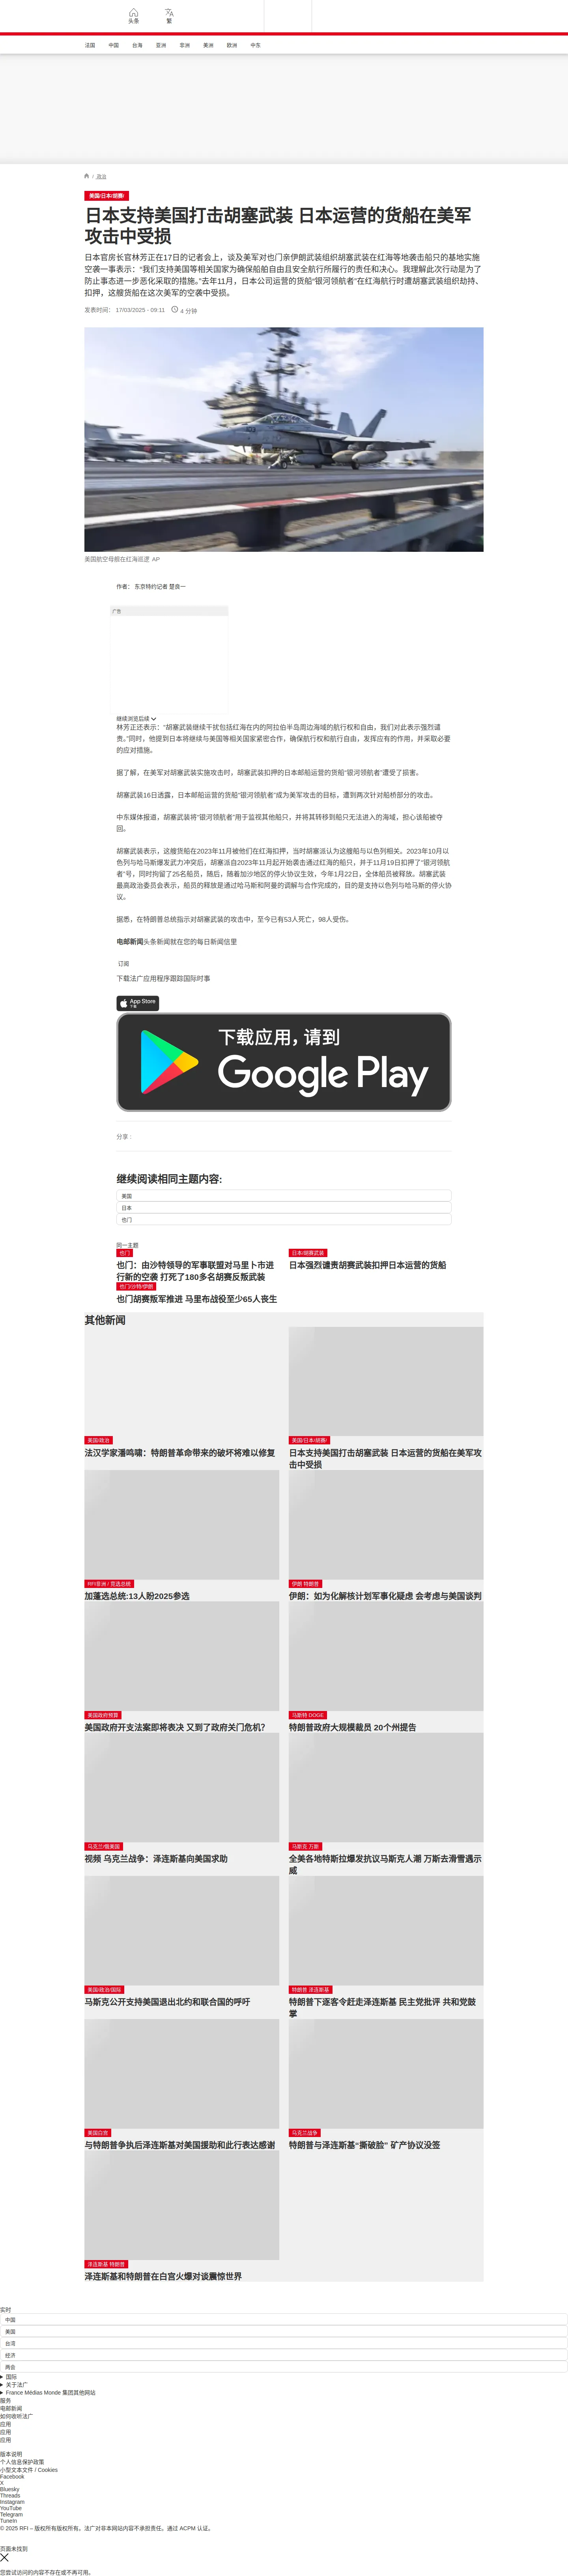 头条
繁
法国 中国 台海 亚洲 非洲 美洲 欧洲 中东
/ 政治
美国/日本/胡赛/
日本支持美国打击胡塞武装 日本运营的货船在美军
攻击中受损
日本官房长官林芳正在17日的记者会上，谈及美军对也门亲伊朗武装组织胡塞武装在红海等地袭击船只的基地实施
空袭一事表示：“我们支持美国等相关国家为确保船舶自由且安全航行所履行的责任和决心。我理解此次行动是为了
防止事态进一步恶化采取的措施。”去年11月，日本公司运营的货船“银河领航者”在红海航行时遭胡塞武装组织劫持、
扣押，这艘货船在这次美军的空袭中受损。
发表时间： 17/03/2025 - 09:11 4 分钟
美国航空母舰在红海巡逻 AP
作者： 东京特约记者 楚良一
广告
继续浏览后续
林芳正还表示：“胡塞武装继续干扰包括红海在内的阿拉伯半岛周边海域的航行权和自由，我们对此表示强烈谴
责。”同时，他提到日本将继续与美国等相关国家紧密合作，确保航行权和航行自由，发挥应有的作用，并采取必要
的应对措施。
据了解，在美军对胡塞武装实施攻击时，胡塞武装扣押的日本邮船运营的货船“银河领航者”遭受了损害。
胡塞武装16日透露，日本邮船运营的货船“银河领航者”成为美军攻击的目标，遭到两次针对船桥部分的攻击。
中东媒体报道，胡塞武装将“银河领航者”用于监视其他船只，并将其转移到船只无法进入的海域，担心该船被夺
回。
胡塞武装表示，这艘货船在2023年11月被他们在红海扣押，当时胡塞派认为这艘船与以色列相关。2023年10月以
色列与哈马斯爆发武力冲突后，胡塞派自2023年11月起开始袭击通过红海的船只，并于11月19日扣押了“银河领航
者”号，同时拘留了25名船员，随后，随着加沙地区的停火协议生效，今年1月22日，全体船员被释放。胡塞武装
最高政治委员会表示，船员的释放是通过哈马斯和阿曼的调解与合作完成的，目的是支持以色列与哈马斯的停火协
议。
据悉，在特朗普总统指示对胡塞武装的攻击中，至今已有53人死亡，98人受伤。
电邮新闻头条新闻就在您的每日新闻信里
订阅
下载法广应用程序跟踪国际时事
App Store
下载
下载应用，请到
Google Play
分享 :
继续阅读相同主题内容:
美国
日本
也门
同一主题
也门
也门：由沙特领导的军事联盟对马里卜市进
行新的空袭 打死了180多名胡赛反叛武装
日本/胡赛武装
日本强烈谴责胡赛武装扣押日本运营的货船
也门/沙特/伊朗
也门胡赛叛军推进 马里布战役至少65人丧生
其他新闻
美国/政治
法汉学家潘鸣啸：特朗普革命带来的破坏将难以修复
美国/日本/胡赛/
日本支持美国打击胡塞武装 日本运营的货船在美军攻
击中受损
RFI非洲 / 竞选总统
加蓬选总统:13人盼2025参选
伊朗 特朗普
伊朗：如为化解核计划军事化疑虑 会考虑与美国谈判
美国政府预算
美国政府开支法案即将表决 又到了政府关门危机？
马斯特 DOGE
特朗普政府大规模裁员 20个州提告
乌克兰/俄美国
视频 乌克兰战争：泽连斯基向美国求助
马斯克 万斯
全美各地特斯拉爆发抗议马斯克人潮 万斯去滑雪遇示
威
美国/政治/国际
马斯克公开支持美国退出北约和联合国的呼吁
特朗普 泽连斯基
特朗普下逐客令赶走泽连斯基 民主党批评 共和党鼓
掌
美国白宫
与特朗普争执后泽连斯基对美国援助和此行表达感谢
乌克兰战争
特朗普与泽连斯基“撕破脸” 矿产协议没签
泽连斯基 特朗普
泽连斯基和特朗普在白宫火爆对谈震惊世界
实时
中国
美国
台湾
经济
两会
国际
关于法广
France Médias Monde 集团其他网站
服务
电邮新闻
如何收听法广
应用
应用
应用
版本说明
个人信息保护政策
小型文本文件 / Cookies
Facebook
X
Bluesky
Threads
Instagram
YouTube
Telegram
TuneIn
© 2025 RFI – 版权所有版权所有。法广对非本网站内容不承担责任。通过 ACPM 认证。
页面未找到
您尝试访问的内容不存在或不再可用。